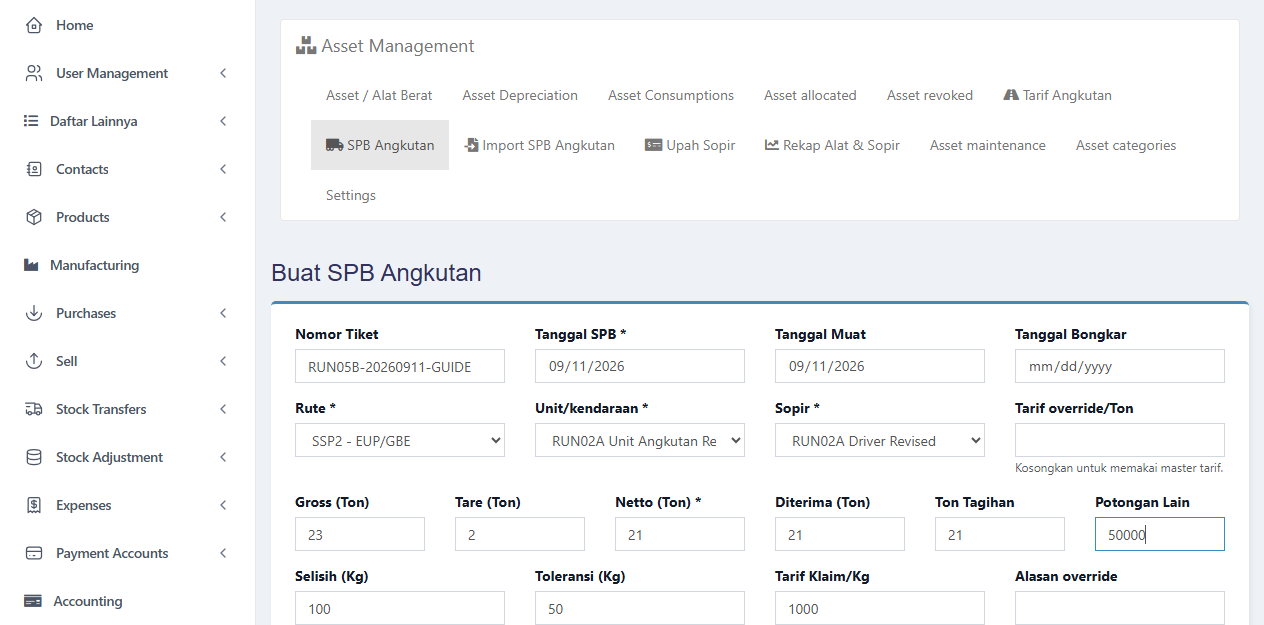 Home
User Management
Daftar Lainnya
Contacts
Products
Manufacturing
Purchases
Sell
Stock Transfers
Stock Adjustment
Expenses
Payment Accounts
Accounting
Asset Management
Asset / Alat Berat Asset Depreciation Asset Consumptions Asset allocated Asset revoked Tarif Angkutan
SPB Angkutan Import SPB Angkutan Upah Sopir Rekap Alat & Sopir Asset maintenance Asset categories
Settings
Buat SPB Angkutan
Nomor Tiket Tanggal SPB * Tanggal Muat Tanggal Bongkar
RUN05B-20260911-GUIDE 09/11/2026 09/11/2026 mm/dd/yyyy
Rute * Unit/kendaraan * Sopir * Tarif override/Ton
SSP2 - EUP/GBE RUN02A Unit Angkutan Re RUN02A Driver Revised
Kosongkan untuk memakai master tarif.
Gross (Ton) Tare (Ton) Netto (Ton) * Diterima (Ton) Ton Tagihan Potongan Lain
23 2 21 21 21 50000
Selisih (Kg) Toleransi (Kg) Tarif Klaim/Kg Alasan override
100 50 1000